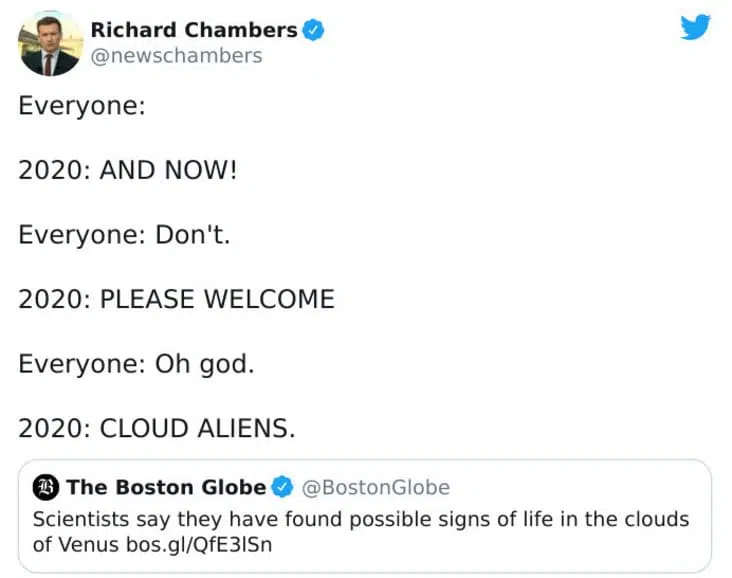 Richard Chambers
@newschambers
Everyone:
2020: AND NOW!
Everyone: Don't.
2020: PLEASE WELCOME
Everyone: Oh god.
2020: CLOUD ALIENS.
B The Boston Globe @BostonGlobe
Scientists say they have found possible signs of life in the clouds
of Venus bos.gl/QfE3lSn